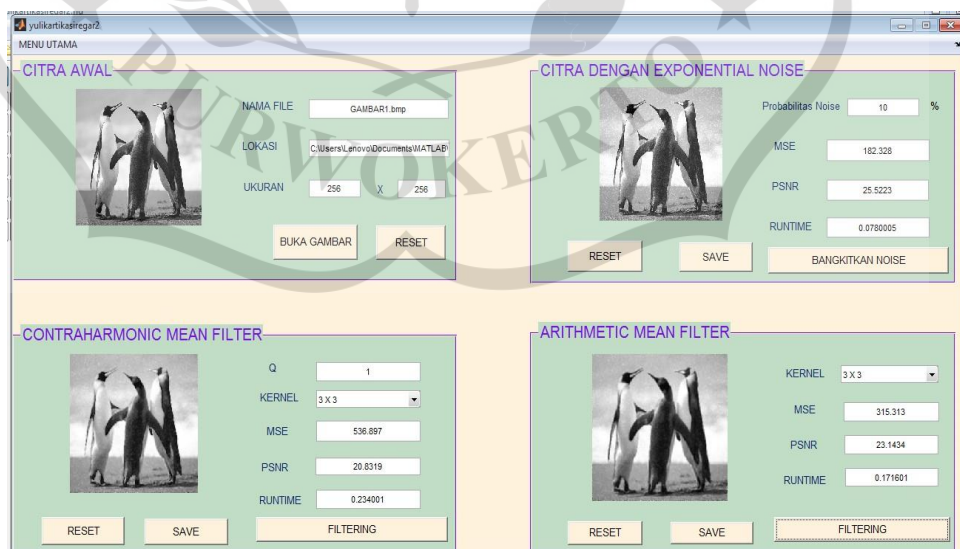 yulikartikasiregar2
MENU UTAMA
CITRA AWAL
NAMA FILE
GAMBAR1.bmp
LOKASI
C:\Users\Lenovo\Documents\MATLAB\
UKURAN
256 X 256
BUKA GAMBAR
RESET
CITRA DENGAN EXPONENTIAL NOISE
Probabilitas Noise 10 %
MSE 182.328
PSNR 25.5223
RUNTIME 0.0780005
RESET
SAVE
BANGKITKAN NOISE
PURWOKERTO
CONTRAHARMONIC MEAN FILTER
Q 1
KERNEL 3 X 3
MSE 536.897
PSNR 20.8319
RUNTIME 0.234001
RESET
SAVE
FILTERING
ARITHMETIC MEAN FILTER
KERNEL 3 X 3
MSE 315.313
PSNR 23.1434
RUNTIME 0.171601
RESET
SAVE
FILTERING